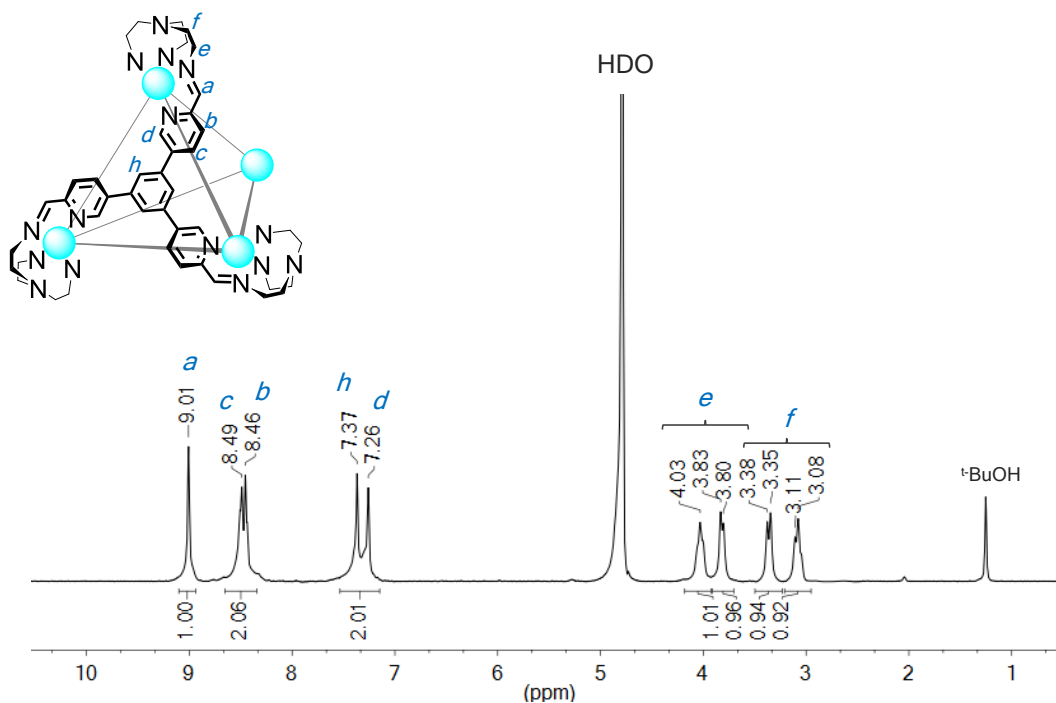 N
f
N
N
e
N
a
N
b
d
c
h
N
N
N
N
N
N
N
N
N
N
N
N
N
HDO
a
c
b
h
d
e
f
9.01
8.49
8.46
7.37
7.26
4.03
3.83
3.80
3.38
3.35
3.11
3.08
t-BuOH
1.00
2.06
2.01
1.01
0.96
0.94
0.92
10
9
8
7
6
5
4
3
2
1
(ppm)